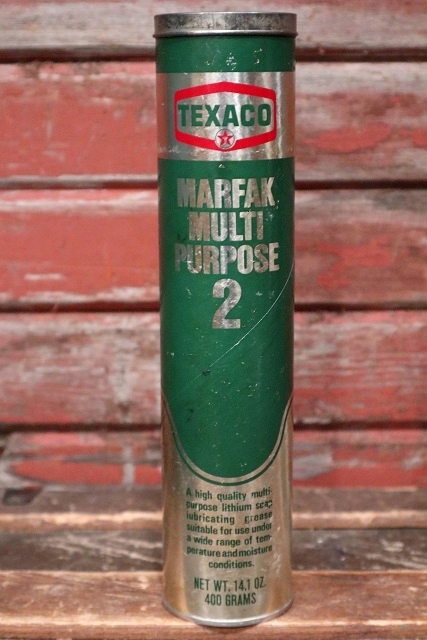 TEXACO
T
MARFAK
MULTI
PURPOSE
2
A high quality multi-
purpose lithium soap
lubricating grease
suitable for use under
a wide range of tem-
perature and moisture
conditions.
NET WT. 14.1 OZ.
400 GRAMS